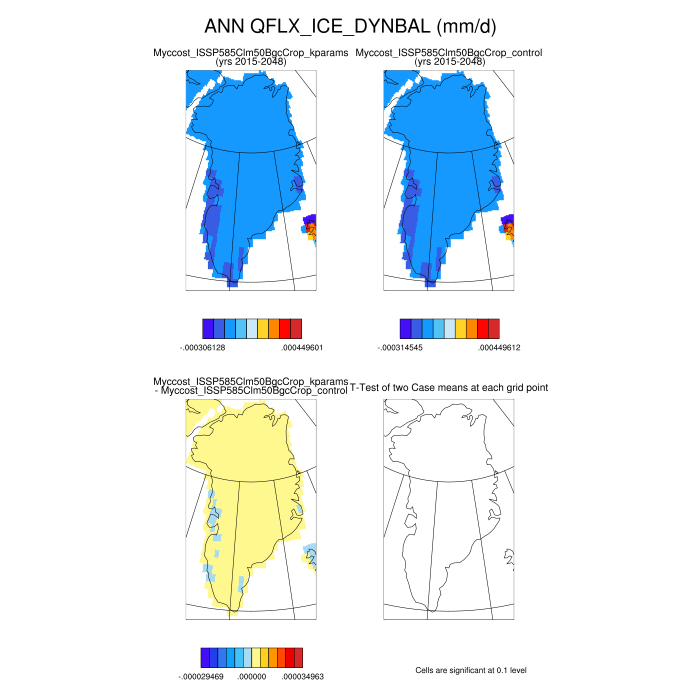 ANN QFLX_ICE_DYNBAL (mm/d)
Myccost_ISSP585Clm50BgcCrop_kparams
(yrs 2015-2048)
Myccost_ISSP585Clm50BgcCrop_control
(yrs 2015-2048)
-.000306128 .000449601
-.000314545 .000449612
Myccost_ISSP585Clm50BgcCrop_kparams
- Myccost_ISSP585Clm50BgcCrop_control
T-Test of two Case means at each grid point
-.000029469 .000000 .000034963
Cells are significant at 0.1 level